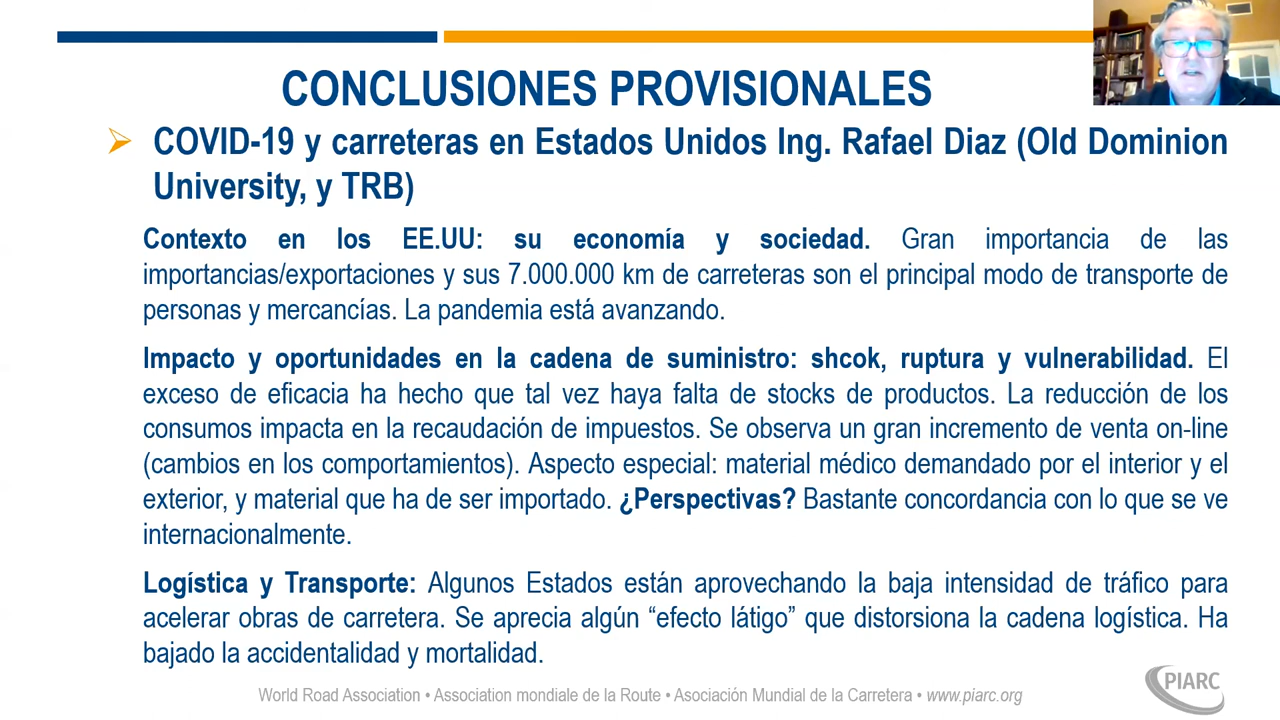 CONCLUSIONES PROVISIONALES
COVID-19 y carreteras en Estados Unidos Ing. Rafael Diaz (Old Dominion
University, y TRB)
Contexto en los EE.UU: su economía y sociedad. Gran importancia de las
importancias/exportaciones y sus 7.000.000 km de carreteras son el principal modo de transporte de
personas y mercancías. La pandemia está avanzando.
Impacto y oportunidades en la cadena de suministro: shcok, ruptura y vulnerabilidad. El
exceso de eficacia ha hecho que tal vez haya falta de stocks de productos. La reducción de los
consumos impacta en la recaudación de impuestos. Se observa un gran incremento de venta on-line
(cambios en los comportamientos). Aspecto especial: material médico demandado por el interior y el
exterior, y material que ha de ser importado. ¿Perspectivas? Bastante concordancia con lo que se ve
internacionalmente.
Logística y Transporte: Algunos Estados están aprovechando la baja intensidad de tráfico para
acelerar obras de carretera. Se aprecia algún “efecto látigo” que distorsiona la cadena logística. Ha
bajado la accidentalidad y mortalidad.
World Road Association • Association mondiale de la Route • Asociación Mundial de la Carretera • www.piarc.org
PIARC